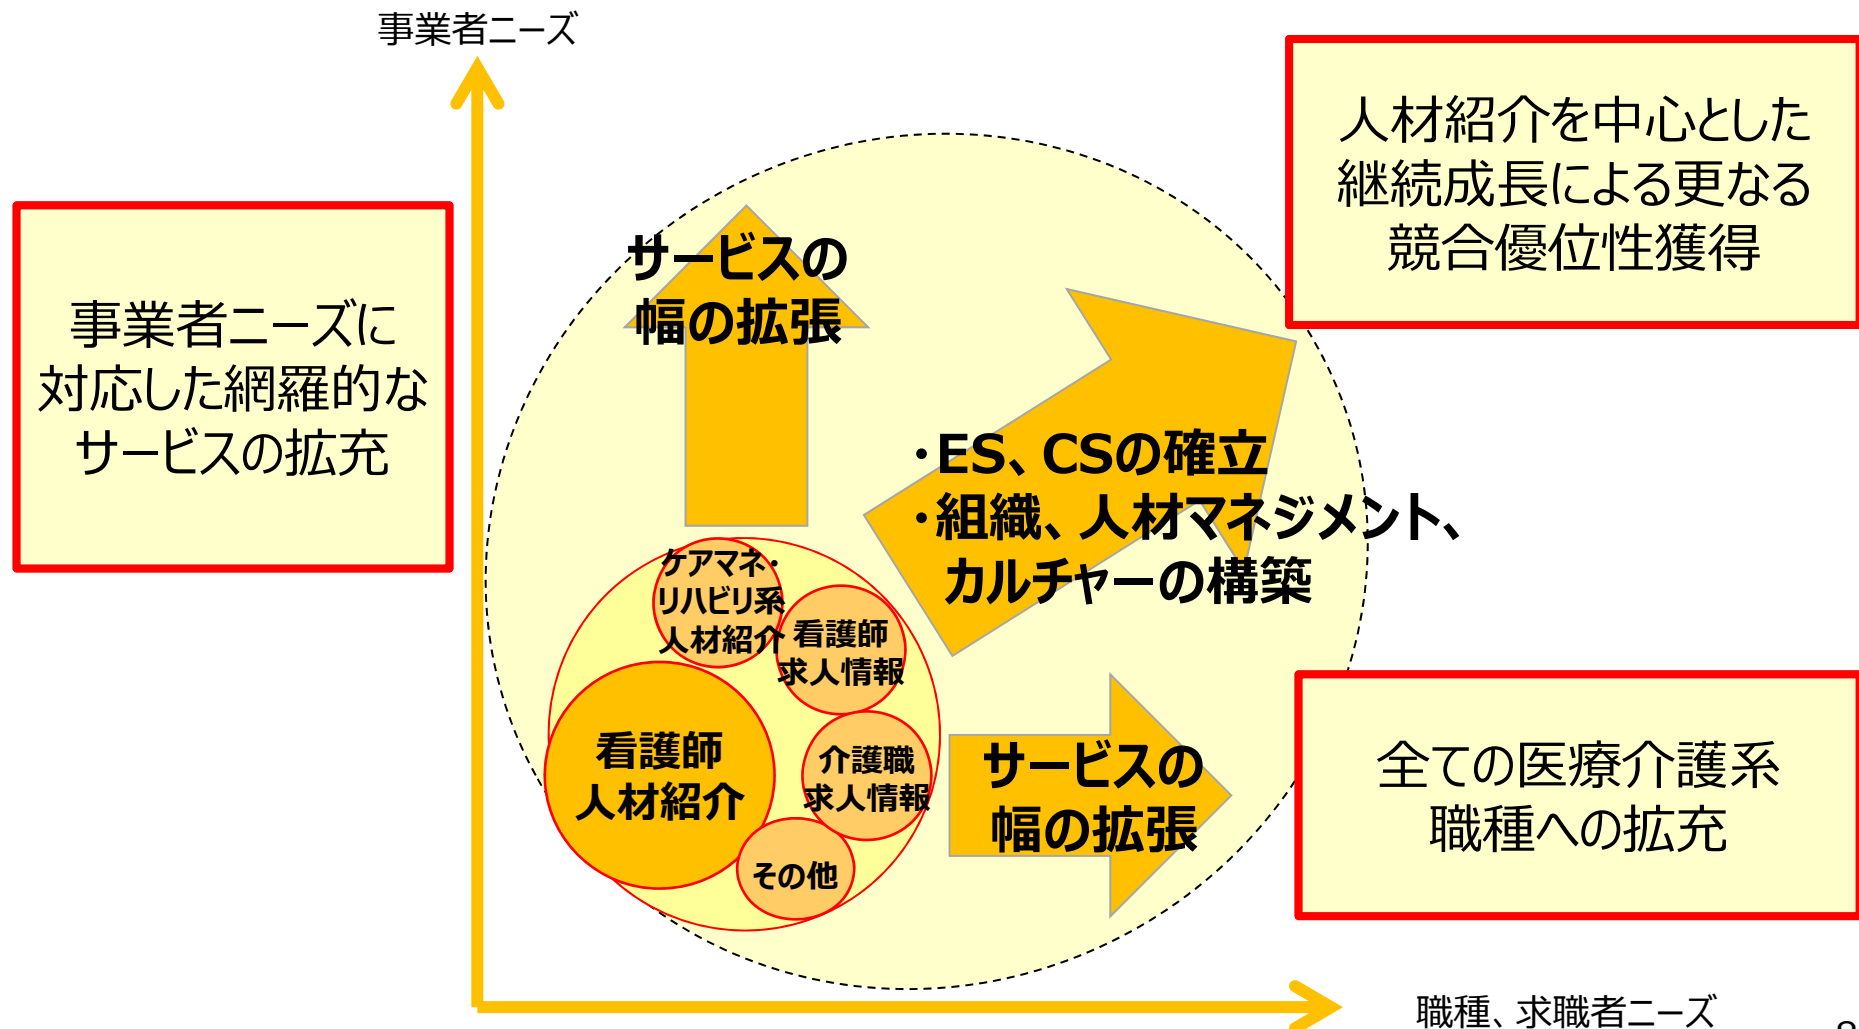 事業者ニーズ
人材紹介を中心とした
継続成長による更なる
競合優位性獲得
事業者ニーズに
対応した網羅的な
サービスの拡充
サービスの
幅の拡張
・ES、CSの確立
・組織、人材マネジメント、
カルチャーの構築
ケアマネ・
リハビリ系
人材紹介
看護師
求人情報
看護師
人材紹介
介護職
求人情報
その他
サービスの
幅の拡張
全ての医療介護系
職種への拡充
職種、求職者ニーズ